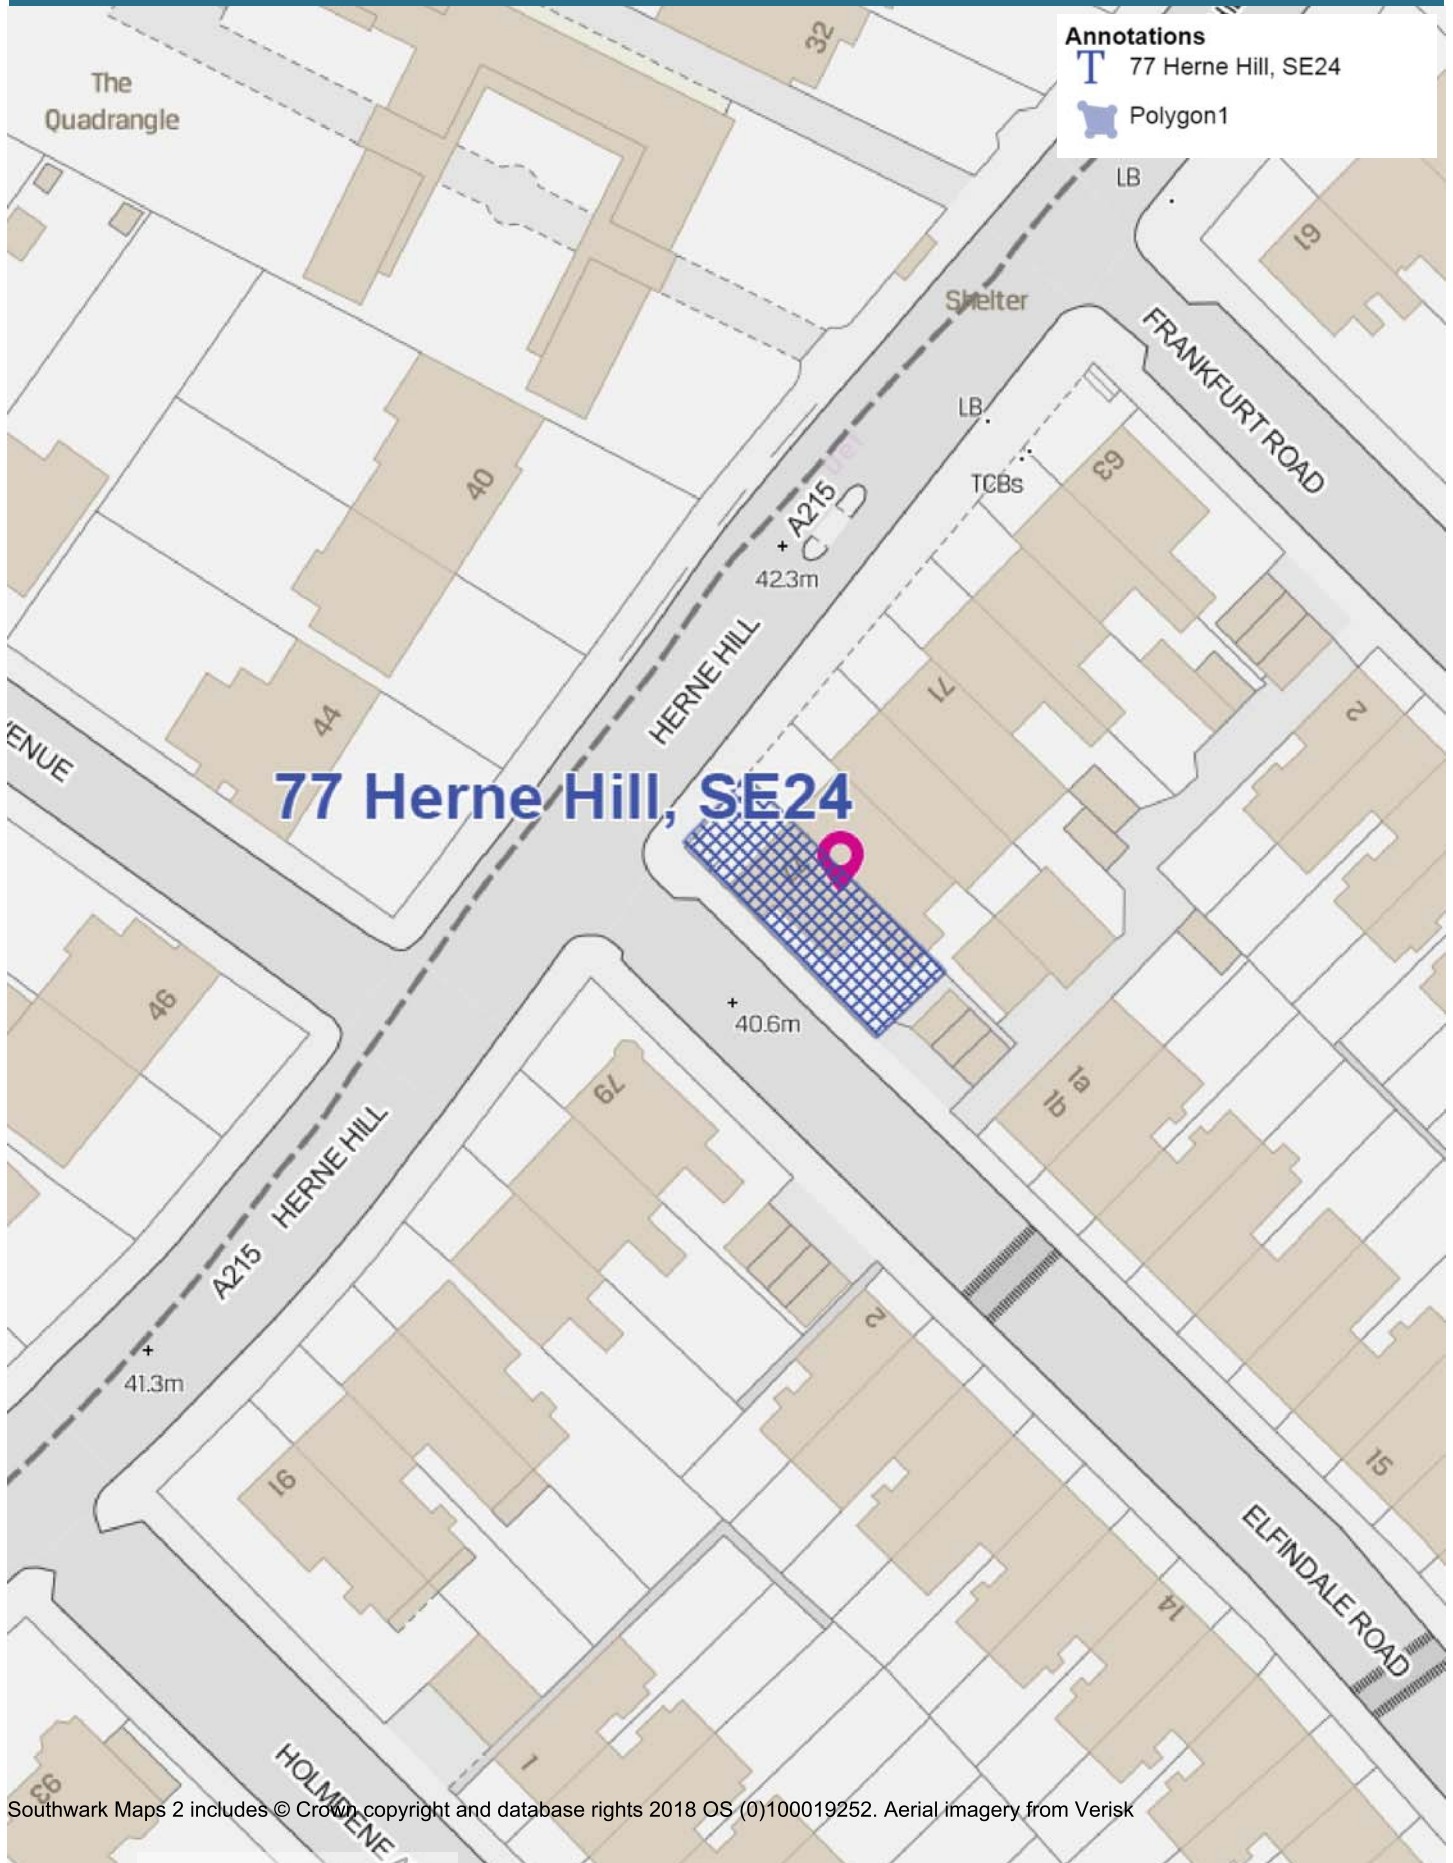 Annotations
77 Herne Hill, SE24
Polygon1
32
The
Quadrangle
LB
61
Shelter
FRANKFURT ROAD
LB
TCBs
63
40
A215
42.3m
HERNE HILL
71
2
44
ENUE
77 Herne Hill, SE24
46
40.6m
79
1a
1b
HERNE HILL
A215
41.3m
2
91
15
ELFINDALE ROAD
14
HOLMDENE A
1
93
Southwark Maps 2 includes © Crown copyright and database rights 2018 OS (0)100019252. Aerial imagery from Verisk